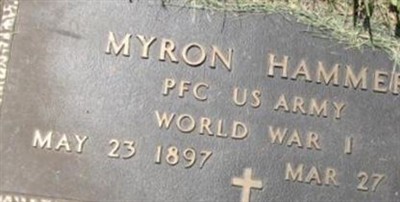 MYRON HAMMER
PFC US ARMY
WORLD WAR I
MAY 23 1897 MAR 27